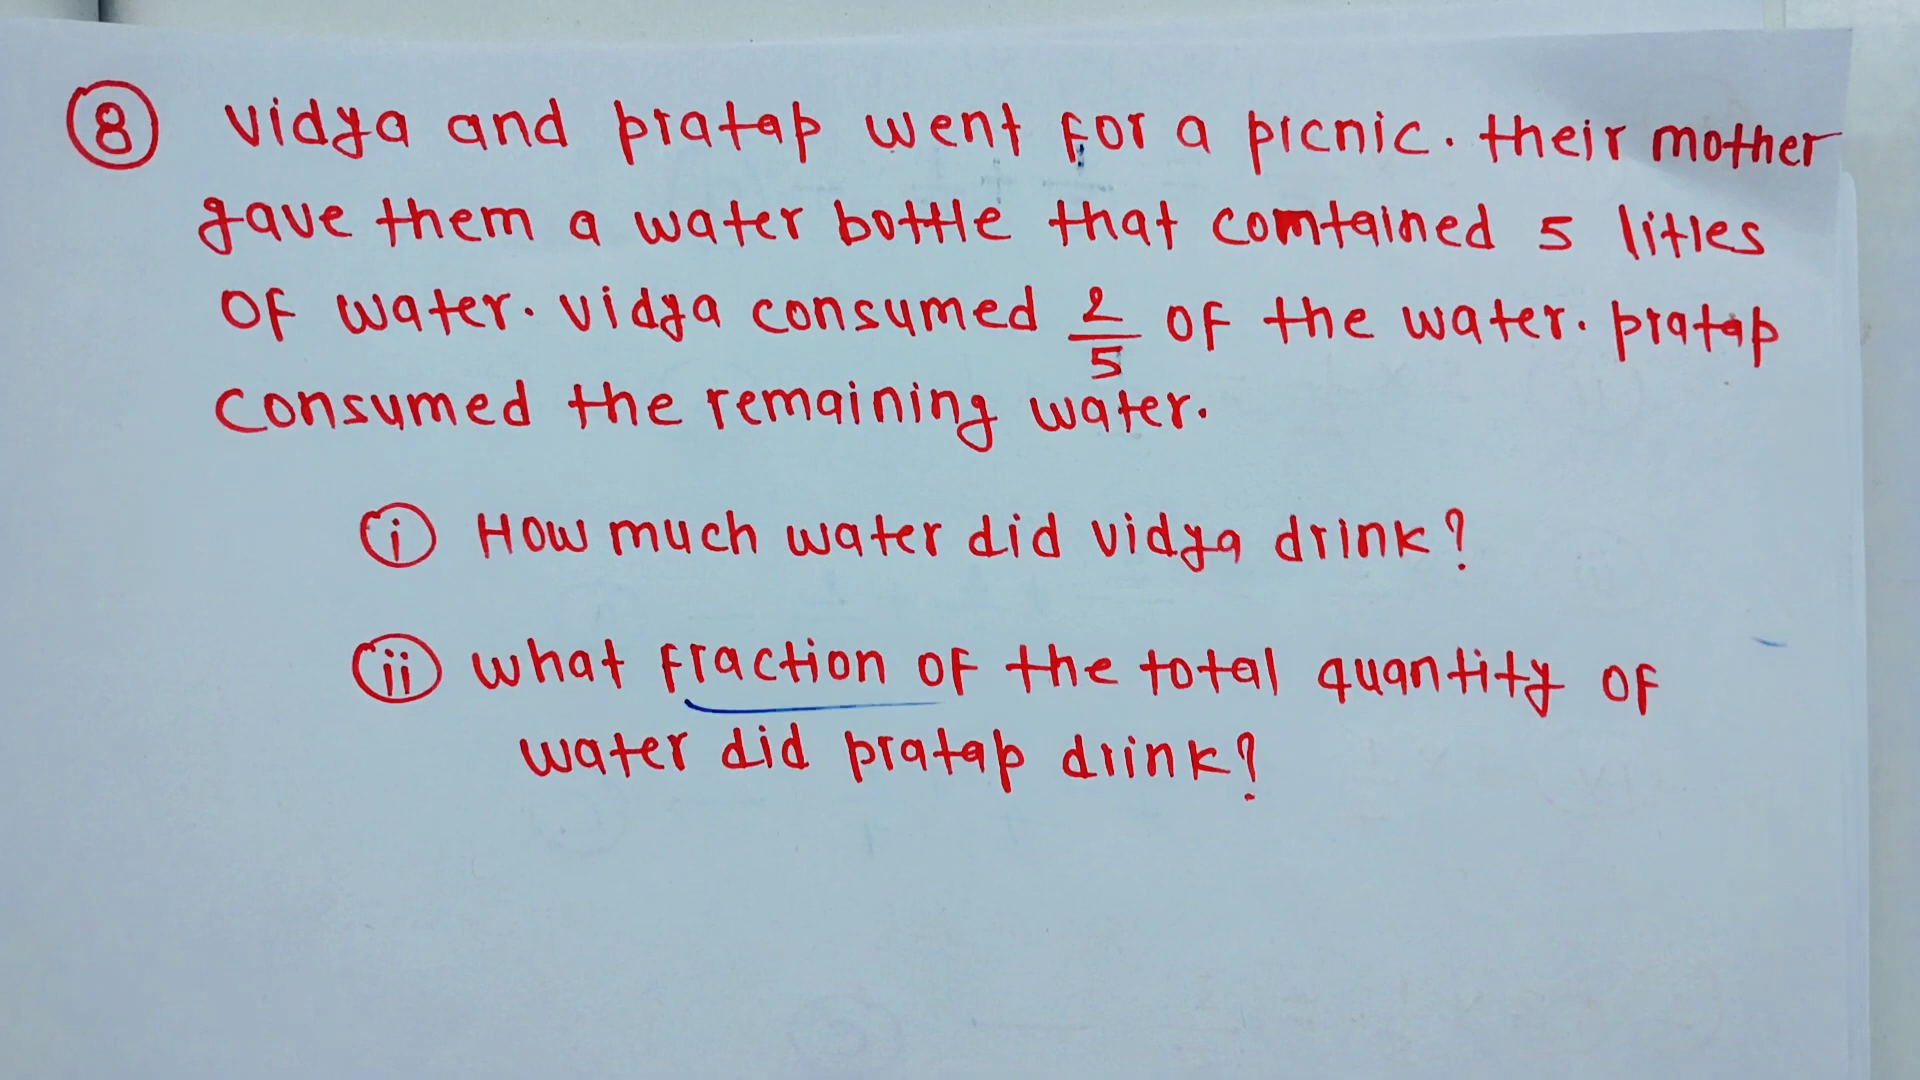 8 vidya and pratap went for a picnic. their mother
gave them a water bottle that comtained 5 litres
of water. vidya consumed 2/5 of the water. pratap
consumed the remaining water.
i How much water did vidya drink?
ii what fraction of the total quantity of
water did pratap drink?